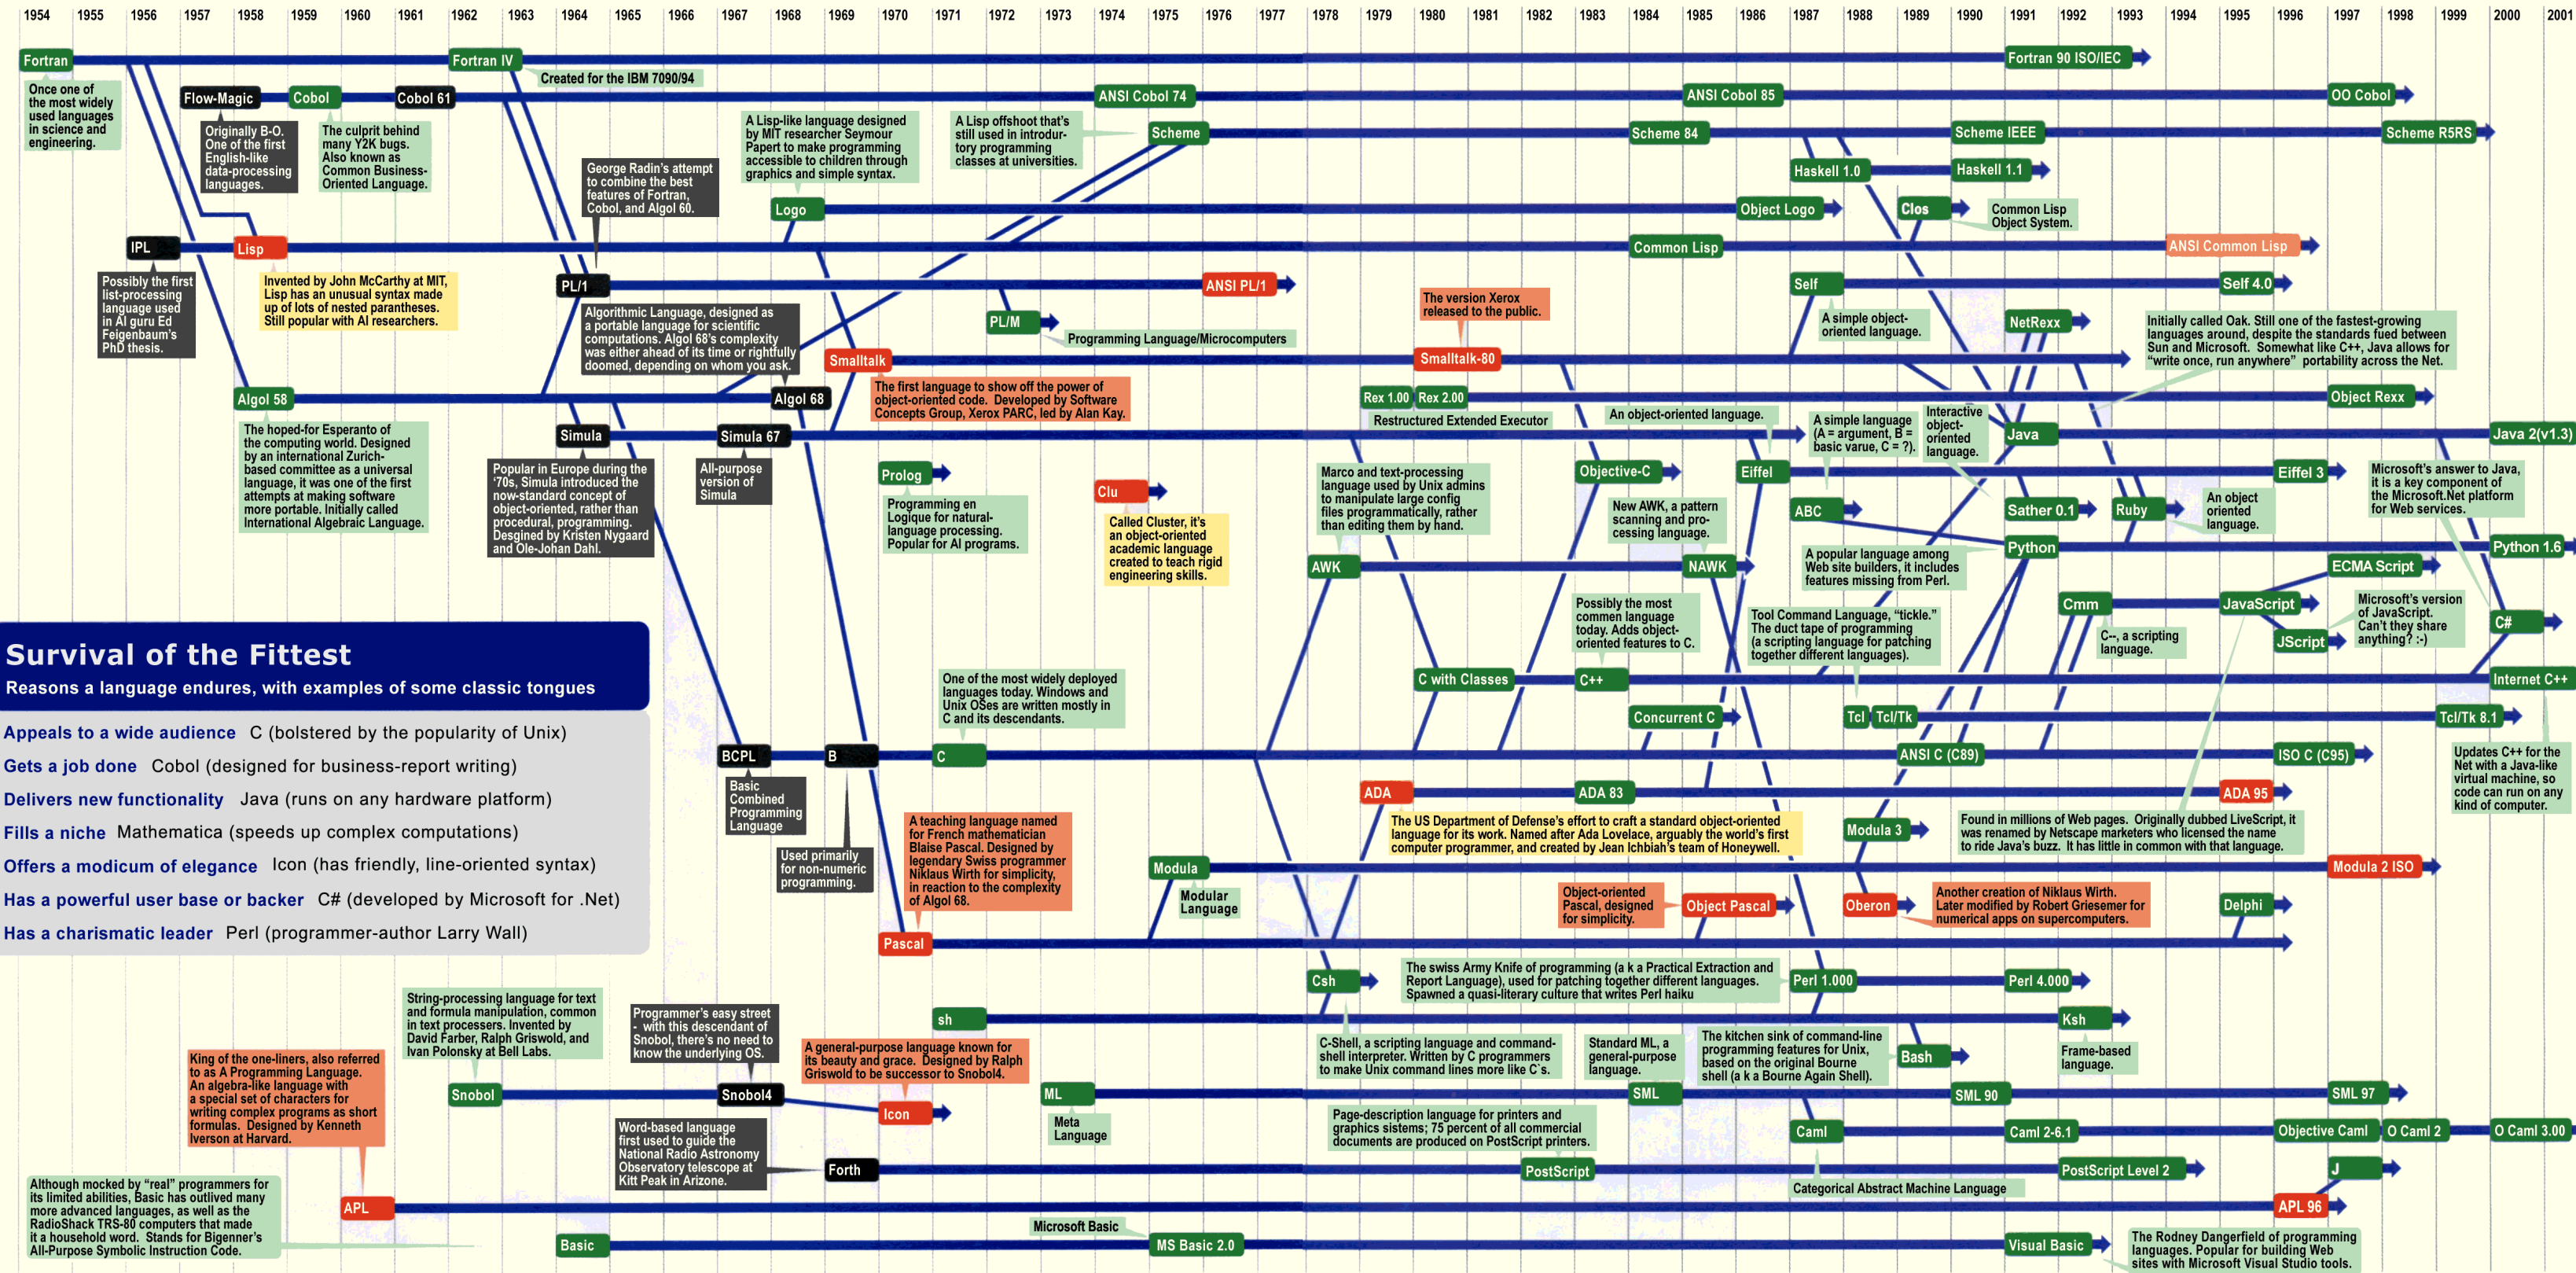 1954 1955 1956 1957 1958 1959 1960 1961 1962 1963 1964 1965 1966 1967 1968 1969 1970 1971 1972 1973 1974 1975 1976 1977 1978 1979 1980 1981 1982 1983 1984 1985 1986 1987 1988 1989 1990 1991 1992 1993 1994 1995 1996 1997 1998 1999 2000 2001
Fortran
Fortran IV
Fortran 90 ISO/IEC
Created for the IBM 7090/94
Once one of
the most widely
used languages
in science and
engineering.
Flow-Magic
Cobol
Cobol 61
ANSI Cobol 74
ANSI Cobol 85
OO Cobol
Originally B-O.
One of the first
English-like
data-processing
languages.
The culprit behind
many Y2K bugs.
Also known as
Common Business-
Oriented Language.
A Lisp-like language designed
by MIT researcher Seymour
Papert to make programming
accessible to children through
graphics and simple syntax.
A Lisp offshoot that's
still used in introdur-
tory programming
classes at universities.
Scheme
Scheme 84
Scheme IEEE
Scheme R5RS
George Radin's attempt
to combine the best
features of Fortran,
Cobol, and Algol 60.
Haskell 1.0
Haskell 1.1
Logo
Object Logo
Clos
Common Lisp
Object System.
IPL
Lisp
Common Lisp
ANSI Common Lisp
Possibly the first
list-processing
language used
in AI guru Ed
Feigenbaum's
PhD thesis.
Invented by John McCarthy at MIT,
Lisp has an unusual syntax made
up of lots of nested parantheses.
Still popular with AI researchers.
PL/1
ANSI PL/1
Self
Self 4.0
The version Xerox
released to the public.
Algorithmic Language, designed as
a portable language for scientific
computations. Algol 68's complexity
was either ahead of its time or rightfully
doomed, depending on whom you ask.
PL/M
Programming Language/Microcomputers
A simple object-
oriented language.
NetRexx
Initially called Oak. Still one of the fastest-growing
languages around, despite the standards fued between
Sun and Microsoft. Somewhat like C++, Java allows for
“write once, run anywhere” portability across the Net.
Smalltalk
Smalltalk-80
The first language to show off the power of
object-oriented code. Developed by Software
Concepts Group, Xerox PARC, led by Alan Kay.
Algol 58
Algol 68
Rex 1.00
Rex 2.00
Object Rexx
Restructured Extended Executor
The hoped-for Esperanto of
the computing world. Designed
by an international Zurich-
based committee as a universal
language, it was one of the first
attempts at making software
more portable. Initially called
International Algebraic Language.
An object-oriented language.
A simple language
(A = argument, B =
basic varue, C = ?).
Interactive
object-
oriented
language.
Simula
Simula 67
Java
Java 2(v1.3)
Popular in Europe during the
‘70s, Simula introduced the
now-standard concept of
object-oriented, rather than
procedural, programming.
Desgined by Kristen Nygaard
and Ole-Johan Dahl.
All-purpose
version of
Simula
Prolog
Programming en
Logique for natural-
language processing.
Popular for AI programs.
Clu
Called Cluster, it's
an object-oriented
academic language
created to teach rigid
engineering skills.
Marco and text-processing
language used by Unix admins
to manipulate large config
files programmatically, rather
than editing them by hand.
Objective-C
Eiffel
Eiffel 3
Microsoft's answer to Java,
it is a key component of
the Microsoft.Net platform
for Web services.
New AWK, a pattern
scanning and pro-
cessing language.
ABC
Sather 0.1
Ruby
An object
oriented
language.
Python
Python 1.6
A popular language among
Web site builders, it includes
features missing from Perl.
AWK
NAWK
ECMA Script
Possibly the most
commen language
today. Adds object-
oriented features to C.
Tool Command Language, “tickle.”
The duct tape of programming
(a scripting language for patching
together different languages).
Cmm
JavaScript
Microsoft's version
of JavaScript.
Can't they share
anything? :-)
C#
C--, a scripting
language.
JScript
Survival of the Fittest
Reasons a language endures, with examples of some classic tongues
Appeals to a wide audience C (bolstered by the popularity of Unix)
Gets a job done Cobol (designed for business-report writing)
Delivers new functionality Java (runs on any hardware platform)
Fills a niche Mathematica (speeds up complex computations)
Offers a modicum of elegance Icon (has friendly, line-oriented syntax)
Has a powerful user base or backer C# (developed by Microsoft for .Net)
Has a charismatic leader Perl (programmer-author Larry Wall)
One of the most widely deployed
languages today. Windows and
Unix OSes are written mostly in
C and its descendants.
C with Classes
C++
Internet C++
Concurrent C
Tcl
Tcl/Tk
Tcl/Tk 8.1
BCPL
B
C
ANSI C (C89)
ISO C (C95)
Updates C++ for the
Net with a Java-like
virtual machine, so
code can run on any
kind of computer.
Basic
Combined
Programming
Language
Used primarily
for non-numeric
programming.
ADA
ADA 83
ADA 95
The US Department of Defense's effort to craft a standard object-oriented
language for its work. Named after Ada Lovelace, arguably the world's first
computer programmer, and created by Jean Ichbiah's team of Honeywell.
A teaching language named
for French mathematician
Blaise Pascal. Designed by
legendary Swiss programmer
Niklaus Wirth for simplicity,
in reaction to the complexity
of Algol 68.
Modula 3
Found in millions of Web pages. Originally dubbed LiveScript, it
was renamed by Netscape marketers who licensed the name
to ride Java's buzz. It has little in common with that language.
Modula
Modula 2 ISO
Modular
Language
Object-oriented
Pascal, designed
for simplicity.
Object Pascal
Oberon
Another creation of Niklaus Wirth.
Later modified by Robert Griesemer for
numerical apps on supercomputers.
Delphi
Pascal
Csh
The swiss Army Knife of programming (a k a Practical Extraction and
Report Language), used for patching together different languages.
Spawned a quasi-literary culture that writes Perl haiku
Perl 1.000
Perl 4.000
String-processing language for text
and formula manipulation, common
in text processers. Invented by
David Farber, Ralph Griswold, and
Ivan Polonsky at Bell Labs.
Programmer's easy street
- with this descendant of
Snobol, there's no need to
know the underlying OS.
sh
Ksh
A general-purpose language known for
its beauty and grace. Designed by Ralph
Griswold to be successor to Snobol4.
C-Shell, a scripting language and command-
shell interpreter. Written by C programmers
to make Unix command lines more like C`s.
Standard ML, a
general-purpose
language.
The kitchen sink of command-line
programming features for Unix,
based on the original Bourne
shell (a k a Bourne Again Shell).
Bash
Frame-based
language.
King of the one-liners, also referred
to as A Programming Language.
An algebra-like language with
a special set of characters for
writing complex programs as short
formulas. Designed by Kenneth
Iverson at Harvard.
Snobol
Snobol4
Icon
ML
SML
SML 90
SML 97
Meta
Language
Page-description language for printers and
graphics sistems; 75 percent of all commercial
documents are produced on PostScript printers.
Caml
Caml 2-6.1
Objective Caml
O Caml 2
O Caml 3.00
Word-based language
first used to guide the
National Radio Astronomy
Observatory telescope at
Kitt Peak in Arizone.
Forth
PostScript
PostScript Level 2
J
Categorical Abstract Machine Language
Although mocked by “real” programmers for
its limited abilities, Basic has outlived many
more advanced languages, as well as the
RadioShack TRS-80 computers that made
it a household word. Stands for Bigenner's
All-Purpose Symbolic Instruction Code.
APL
APL 96
Microsoft Basic
Basic
MS Basic 2.0
Visual Basic
The Rodney Dangerfield of programming
languages. Popular for building Web
sites with Microsoft Visual Studio tools.